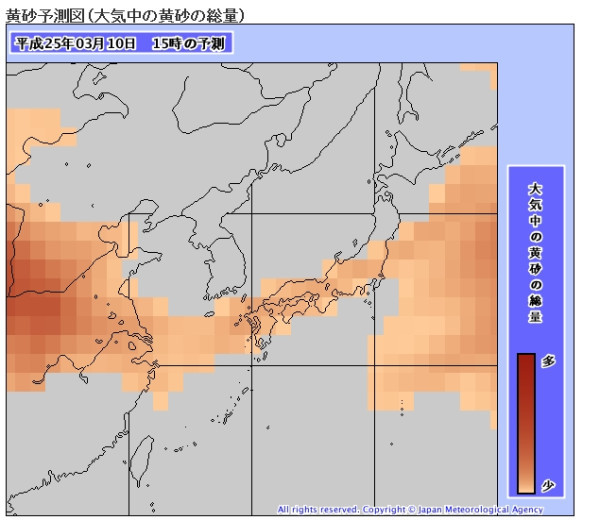 黄砂予測図(大気中の黄砂の総量)
平成25年03月10日 15時の予測
大気中の黄砂の総量
多
少
All rights reserved. Copyright © Japan Meteorological Agency